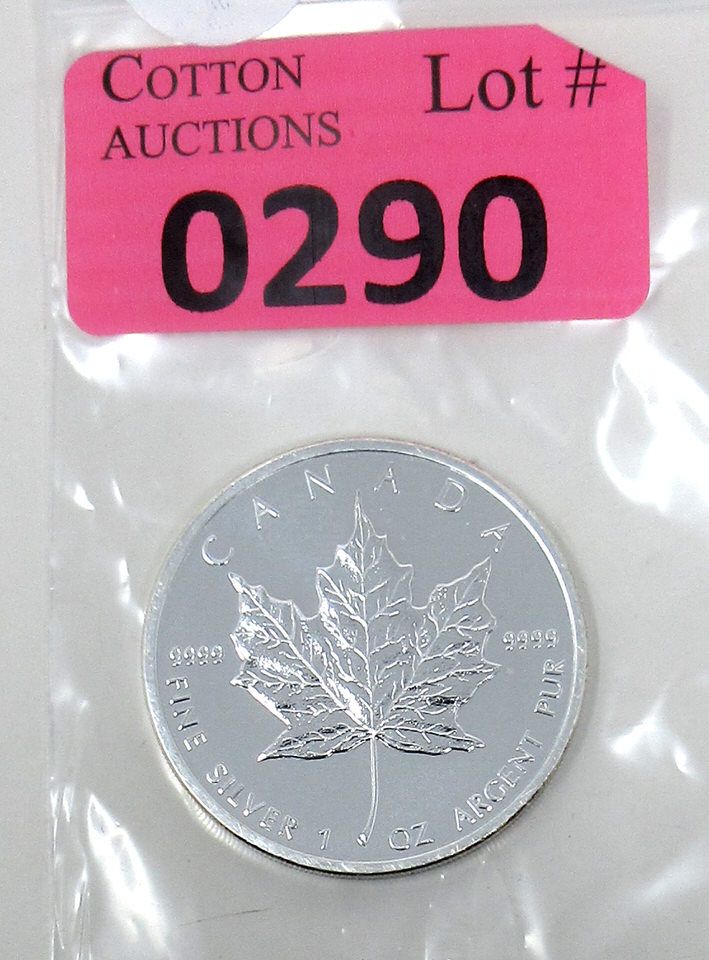 COTTON
AUCTIONS
Lot #
0290
CANADA
9999
9999
FINE SILVER 1 OZ ARGENT PUR